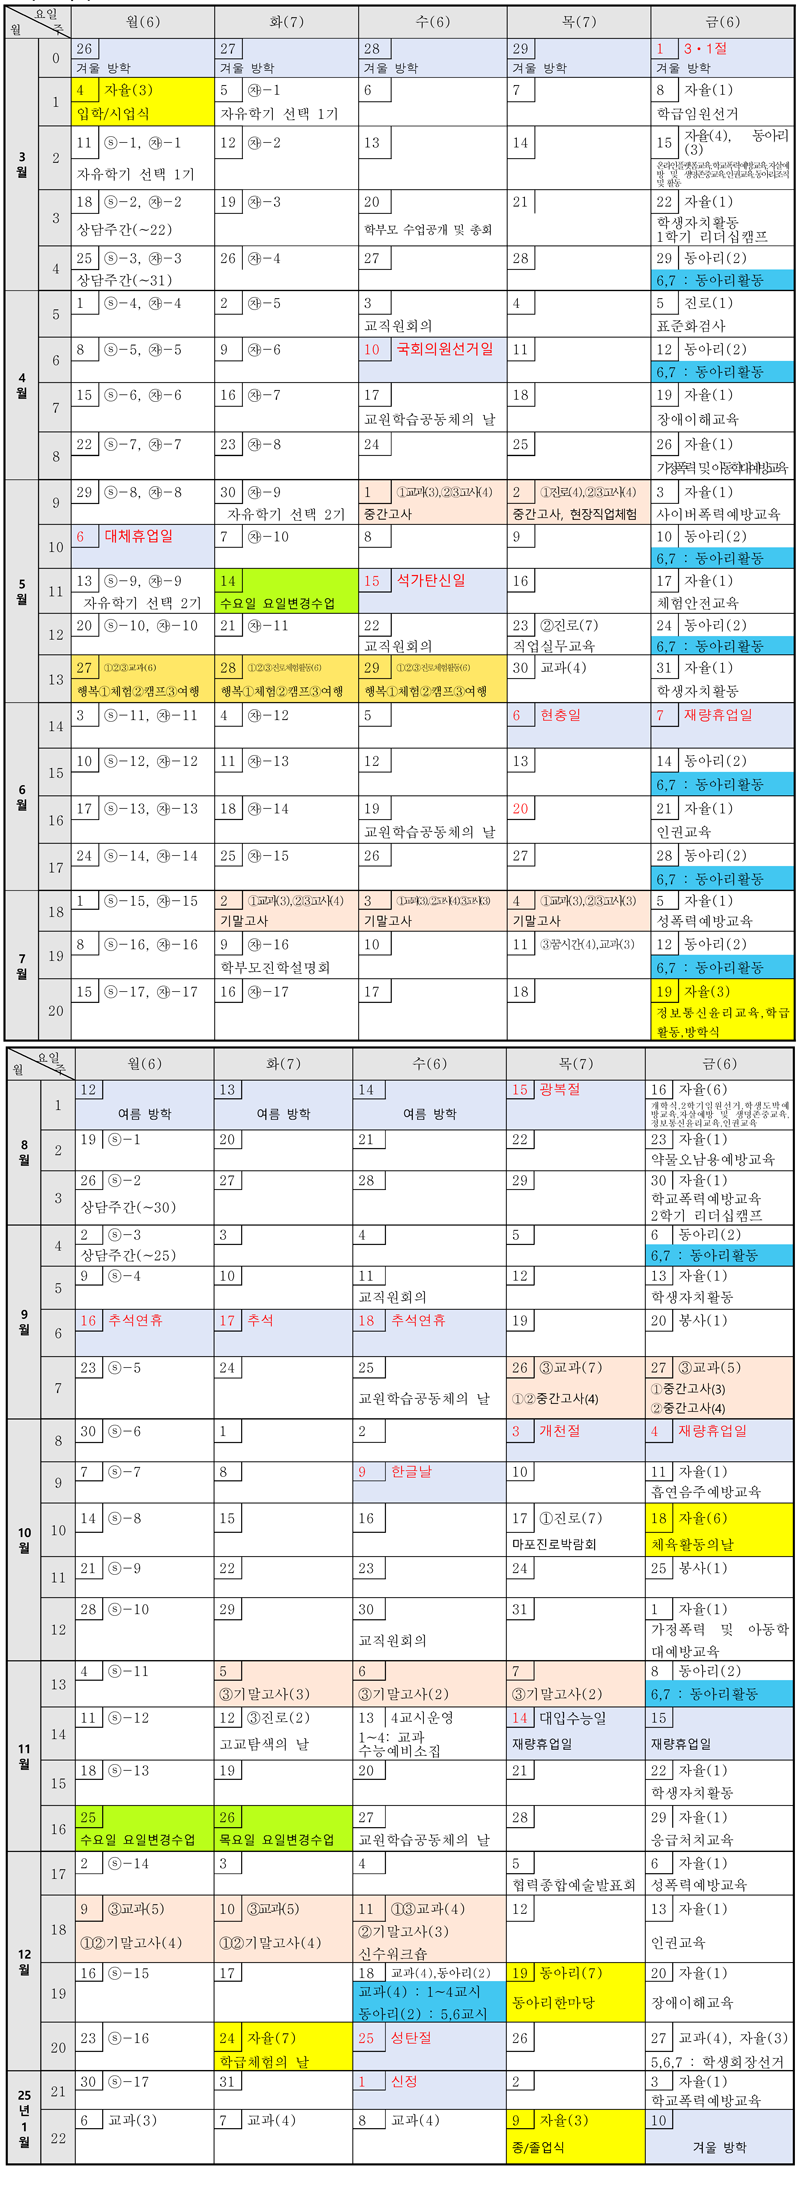 요일 월 주 월(6) 화(7) 수(6) 목(7) 금(6)
3월
0 26 27 28 29 1 3·1절
겨울 방학 겨울 방학 겨울 방학 겨울 방학 겨울 방학
1 4 자율(3) 5 ㉶-1 6 7 8 자율(1)
입학/시업식 자유학기 선택 1기 학급임원선거
2 11 ⓢ-1, ㉶-1 12 ㉶-2 13 14 15 자율(4), 동아리(3)
자유학기 선택 1기 온라인플랫폼교육,학교폭력예방교육,자살예방 및 생명존중교육,인권교육,동아리조직 및 활동
3 18 ⓢ-2, ㉶-2 19 ㉶-3 20 21 22 자율(1)
상담주간(~22) 학부모 수업공개 및 총회 학생자치활동
1학기 리더십캠프
4 25 ⓢ-3, ㉶-3 26 ㉶-4 27 28 29 동아리(2)
상담주간(~31) 6,7 : 동아리활동
4월
5 1 ⓢ-4, ㉶-4 2 ㉶-5 3 4 5 진로(1)
교직원회의 표준화검사
6 8 ⓢ-5, ㉶-5 9 ㉶-6 10 국회의원선거일 11 12 동아리(2)
6,7 : 동아리활동
7 15 ⓢ-6, ㉶-6 16 ㉶-7 17 18 19 자율(1)
교원학습공동체의 날 장애이해교육
8 22 ⓢ-7, ㉶-7 23 ㉶-8 24 25 26 자율(1)
가정폭력 및 아동학대예방교육
5월
9 29 ⓢ-8, ㉶-8 30 ㉶-9 1 ①교과(3),②③고사(4) 2 ①진로(4),②③고사(4) 3 자율(1)
자유학기 선택 2기 중간고사 중간고사, 현장직업체험 사이버폭력예방교육
10 6 대체휴업일 7 ㉶-10 8 9 10 동아리(2)
6,7 : 동아리활동
11 13 ⓢ-9, ㉶-9 14 15 석가탄신일 16 17 자율(1)
자유학기 선택 2기 수요일 요일변경수업 체험안전교육
12 20 ⓢ-10, ㉶-10 21 ㉶-11 22 23 ②진로(7) 24 동아리(2)
교직원회의 직업실무교육 6,7 : 동아리활동
13 27 ①②③교과(6) 28 ①②③진로체험활동(6) 29 ①②③진로체험활동(6) 30 교과(4) 31 자율(1)
행복①체험②캠프③여행 행복①체험②캠프③여행 행복①체험②캠프③여행 학생자치활동
6월
14 3 ⓢ-11, ㉶-11 4 ㉶-12 5 6 현충일 7 재량휴업일
15 10 ⓢ-12, ㉶-12 11 ㉶-13 12 13 14 동아리(2)
6,7 : 동아리활동
16 17 ⓢ-13, ㉶-13 18 ㉶-14 19 20 21 자율(1)
교원학습공동체의 날 인권교육
17 24 ⓢ-14, ㉶-14 25 ㉶-15 26 27 28 동아리(2)
6,7 : 동아리활동
7월
18 1 ⓢ-15, ㉶-15 2 ①교과(3),②③고사(4) 3 ①교과(3)②고사(4)③고사(3) 4 ①교과(3),②③고사(3) 5 자율(1)
기말고사 기말고사 기말고사 성폭력예방교육
19 8 ⓢ-16, ㉶-16 9 ㉶-16 10 11 ③꿈시간(4),교과(3) 12 동아리(2)
학부모진학설명회 6,7 : 동아리활동
20 15 ⓢ-17, ㉶-17 16 ㉶-17 17 18 19 자율(3)
정보통신윤리교육,학급
활동,방학식
요일 월 주 월(6) 화(7) 수(6) 목(7) 금(6)
8월
1 12 13 14 15 광복절 16 자율(6)
여름 방학 여름 방학 여름 방학 개학식,2학기임원선거,학생도박예방교육,자살예방 및 생명존중교육,정보통신윤리교육,인권교육
2 19 ⓢ-1 20 21 22 23 자율(1)
약물오남용예방교육
3 26 ⓢ-2 27 28 29 30 자율(1)
상담주간(~30) 학교폭력예방교육
2학기 리더십캠프
9월
4 2 ⓢ-3 3 4 5 6 동아리(2)
상담주간(~25) 6,7 : 동아리활동
5 9 ⓢ-4 10 11 12 13 자율(1)
교직원회의 학생자치활동
6 16 추석연휴 17 추석 18 추석연휴 19 20 봉사(1)
7 23 ⓢ-5 24 25 26 ③교과(7) 27 ③교과(5)
교원학습공동체의 날 ①②중간고사(4) ①중간고사(3)
②중간고사(4)
10월
8 30 ⓢ-6 1 2 3 개천절 4 재량휴업일
9 7 ⓢ-7 8 9 한글날 10 11 자율(1)
흡연음주예방교육
10 14 ⓢ-8 15 16 17 ①진로(7) 18 자율(6)
마포진로박람회 체육활동의날
11 21 ⓢ-9 22 23 24 25 봉사(1)
12 28 ⓢ-10 29 30 31 1 자율(1)
교직원회의 가정폭력 및 아동학
대예방교육
11월
13 4 ⓢ-11 5 6 7 8 동아리(2)
③기말고사(3) ③기말고사(2) ③기말고사(2) 6,7 : 동아리활동
14 11 ⓢ-12 12 ③진로(2) 13 4교시운영 14 대입수능일 15
고교탐색의 날 1~4: 교과 재량휴업일 재량휴업일
수능예비소집
15 18 ⓢ-13 19 20 21 22 자율(1)
학생자치활동
16 25 26 27 28 29 자율(1)
수요일 요일변경수업 목요일 요일변경수업 교원학습공동체의 날 응급처치교육
12월
17 2 ⓢ-14 3 4 5 6 자율(1)
협력종합예술발표회 성폭력예방교육
18 9 ③교과(5) 10 ③교과(5) 11 ①③교과(4) 12 13 자율(1)
①②기말고사(4) ①②기말고사(4) ②기말고사(3) 인권교육
신수워크숍
19 16 ⓢ-15 17 18 교과(4),동아리(2) 19 동아리(7) 20 자율(1)
교과(4) : 1~4교시 동아리한마당 장애이해교육
동아리(2) : 5,6교시
20 23 ⓢ-16 24 자율(7) 25 성탄절 26 27 교과(4), 자율(3)
학급체험의 날 5,6,7 : 학생회장선거
25년 1월
21 30 ⓢ-17 31 1 신정 2 3 자율(1)
학교폭력예방교육
22 6 교과(3) 7 교과(4) 8 교과(4) 9 자율(3) 10
종/졸업식 겨울 방학